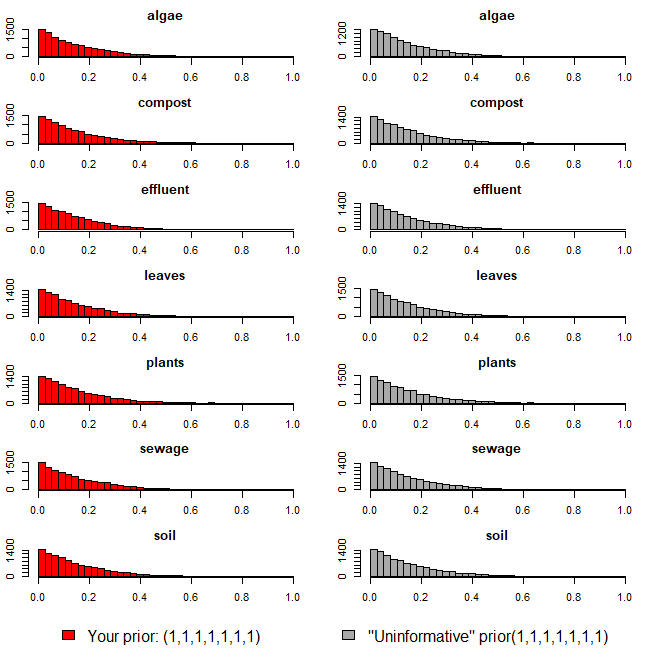 algae algae
1500 1200
0 0
0.0 0.2 0.4 0.6 0.8 1.0 0.0 0.2 0.4 0.6 0.8 1.0
compost compost
1500 1400
0 0
0.0 0.2 0.4 0.6 0.8 1.0 0.0 0.2 0.4 0.6 0.8 1.0
effluent effluent
1500 1400
0 0
0.0 0.2 0.4 0.6 0.8 1.0 0.0 0.2 0.4 0.6 0.8 1.0
leaves leaves
1400 1500
0 0
0.0 0.2 0.4 0.6 0.8 1.0 0.0 0.2 0.4 0.6 0.8 1.0
plants plants
1400 1500
0 0
0.0 0.2 0.4 0.6 0.8 1.0 0.0 0.2 0.4 0.6 0.8 1.0
sewage sewage
1500 1400
0 0
0.0 0.2 0.4 0.6 0.8 1.0 0.0 0.2 0.4 0.6 0.8 1.0
soil soil
1400 1400
0 0
0.0 0.2 0.4 0.6 0.8 1.0 0.0 0.2 0.4 0.6 0.8 1.0
Your prior: (1,1,1,1,1,1,1) "Uninformative" prior(1,1,1,1,1,1,1)